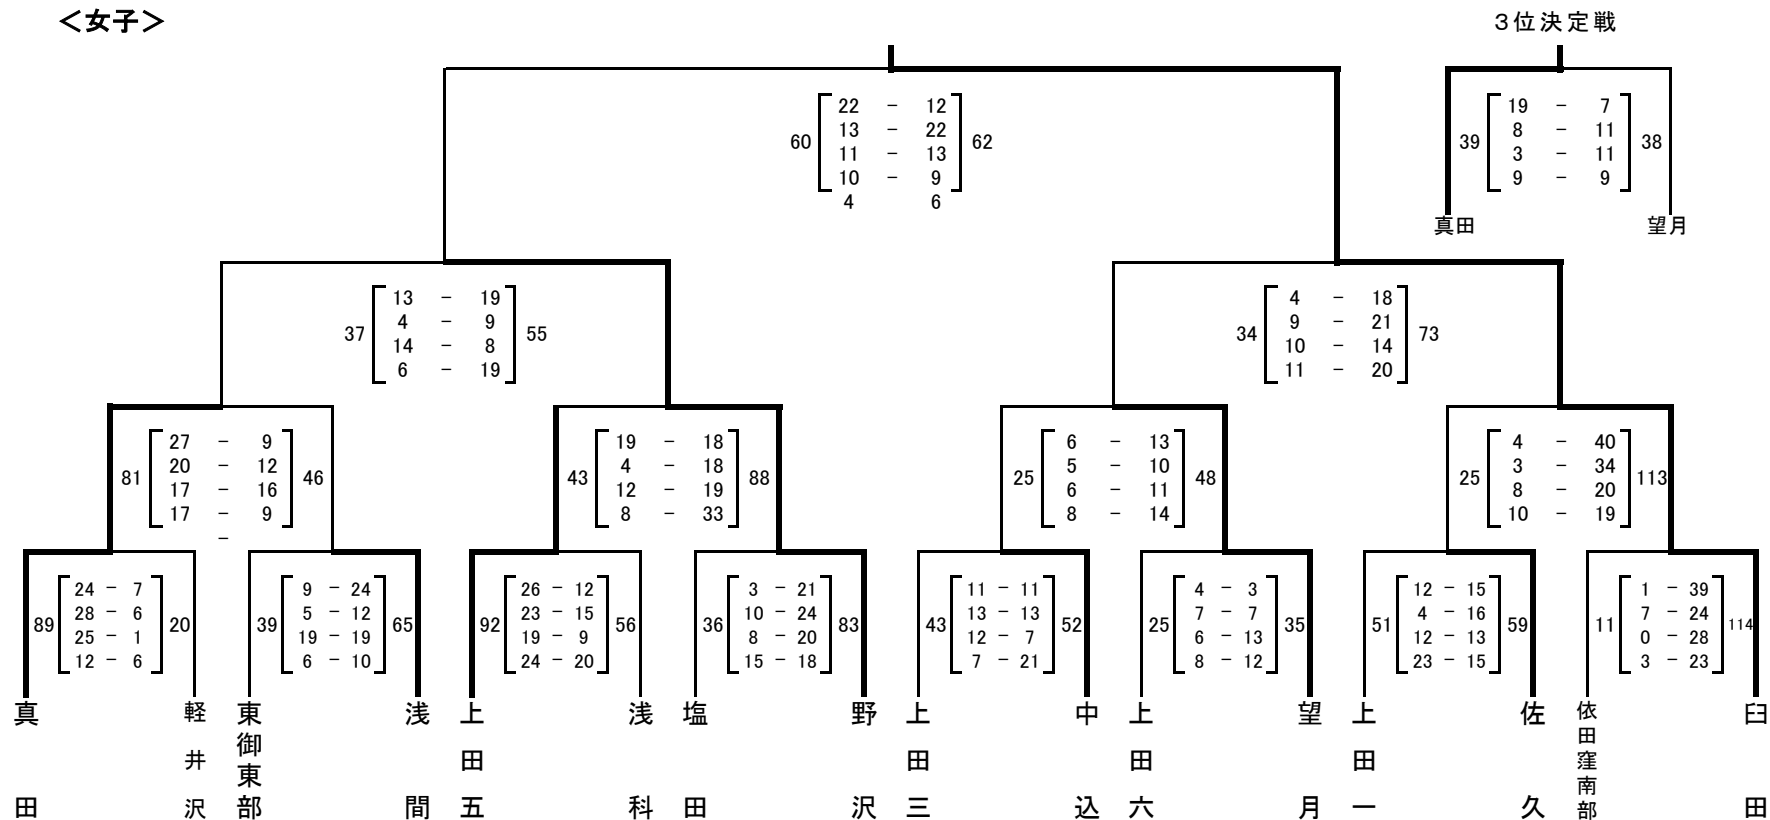 ＜女子＞
３位決定戦
60
22 － 12
13 － 22
11 － 13
10 － 9
4 6
62
39
19 － 7
8 － 11
3 － 11
9 － 9
38
真田
望月
37
13 － 19
4 － 9
14 － 8
6 － 19
55
34
4 － 18
9 － 21
10 － 14
11 － 20
73
81
27 － 9
20 － 12
17 － 16
17 － 9
－
46
43
19 － 18
4 － 18
12 － 19
8 － 33
88
25
6 － 13
5 － 10
6 － 11
8 － 14
48
25
4 － 40
3 － 34
8 － 20
10 － 19
113
89
24 － 7
28 － 6
25 － 1
12 － 6
20
39
9 － 24
5 － 12
19 － 19
6 － 10
65
92
26 － 12
23 － 15
19 － 9
24 － 20
56
36
3 － 21
10 － 24
8 － 20
15 － 18
83
43
11 － 11
13 － 13
12 － 7
7 － 21
52
25
4 － 3
7 － 7
6 － 13
8 － 12
35
51
12 － 15
4 － 16
12 － 13
23 － 15
59
11
1 － 39
7 － 24
0 － 28
3 － 23
114
真田
軽井沢
東御東部
浅間
上田五
浅科
塩田
野沢
上田三
中込
上田六
望月
上田一
佐久
依田窪南部
臼田